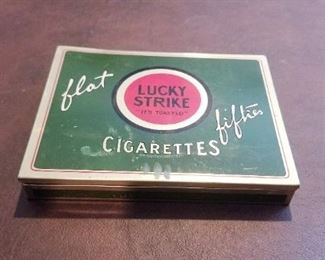 flat
LUCKY
STRIKE
"IT'S TOASTED"
fifties
CIGARETTES